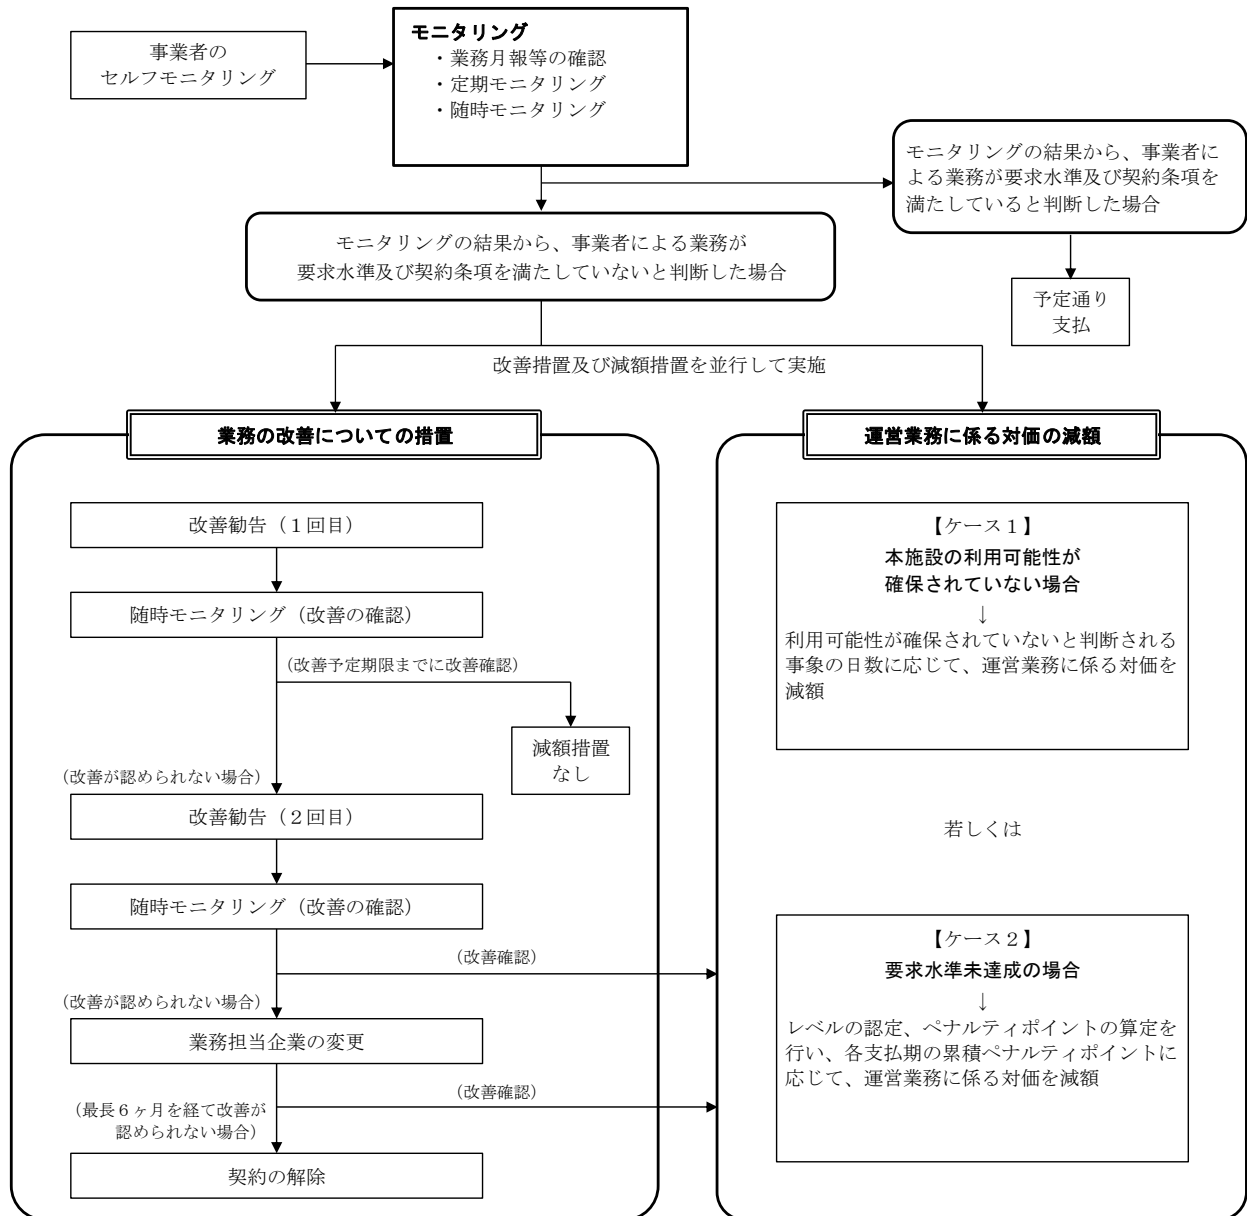 事業者の
セルフモニタリング
モニタリング
・業務月報等の確認
・定期モニタリング
・随時モニタリング
モニタリングの結果から、事業者に
よる業務が要求水準及び契約条項を
満たしていると判断した場合
モニタリングの結果から、事業者による業務が
要求水準及び契約条項を満たしていないと判断した場合
予定通り
支払
改善措置及び減額措置を並行して実施
業務の改善についての措置
改善勧告（１回目）
随時モニタリング（改善の確認）
（改善予定期限までに改善確認）
減額措置
なし
（改善が認められない場合）
改善勧告（２回目）
随時モニタリング（改善の確認）
（改善確認）
（改善が認められない場合）
業務担当企業の変更
（改善確認）
（最長６ヶ月を経て改善が
認められない場合）
契約の解除
運営業務に係る対価の減額
【ケース１】
本施設の利用可能性が
確保されていない場合
↓
利用可能性が確保されていないと判断される
事象の日数に応じて、運営業務に係る対価を
減額
若しくは
【ケース２】
要求水準未達成の場合
↓
レベルの認定、ペナルティポイントの算定を
行い、各支払期の累積ペナルティポイントに
応じて、運営業務に係る対価を減額